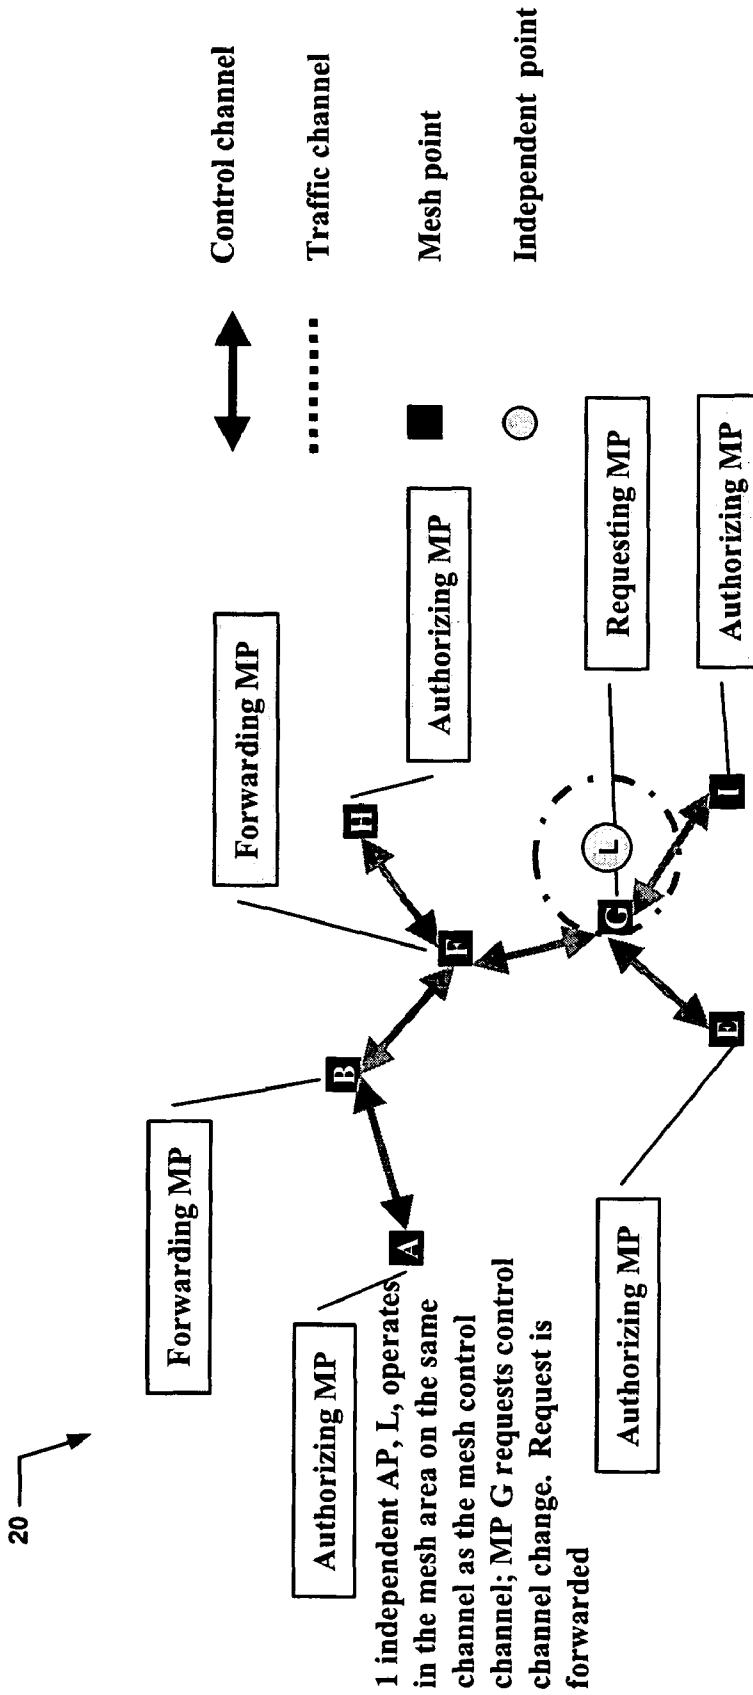 20
Forwarding MP
Forwarding MP
Authorizing MP
Authorizing MP
Authorizing MP
Requesting MP
Authorizing MP
A
B
F
H
G
L
E
I
Control channel
Traffic channel
Mesh point
Independent point
1 independent AP, L, operates
in the mesh area on the same
channel as the mesh control
channel; MP G requests control
channel change. Request is
forwarded